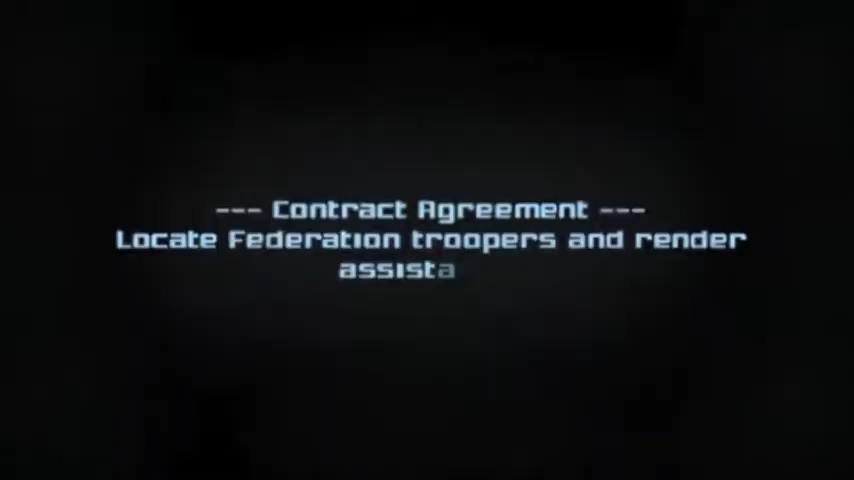 --- Contract Agreement ---
Locate Federation troopers and render
assista